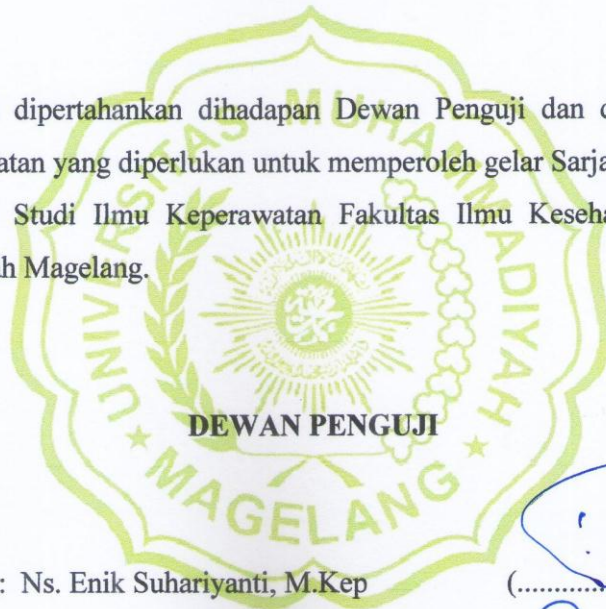 dipertahankan dihadapan Dewan Penguji dan
atan yang diperlukan untuk memperoleh gelar Sarja
Studi Ilmu Keperawatan Fakultas Ilmu Keseha
h Magelang.
UNIVERSITAS MUHAMMADIYAH
MAGELANG
DEWAN PENGUJI
: Ns. Enik Suhariyanti, M.Kep (.............